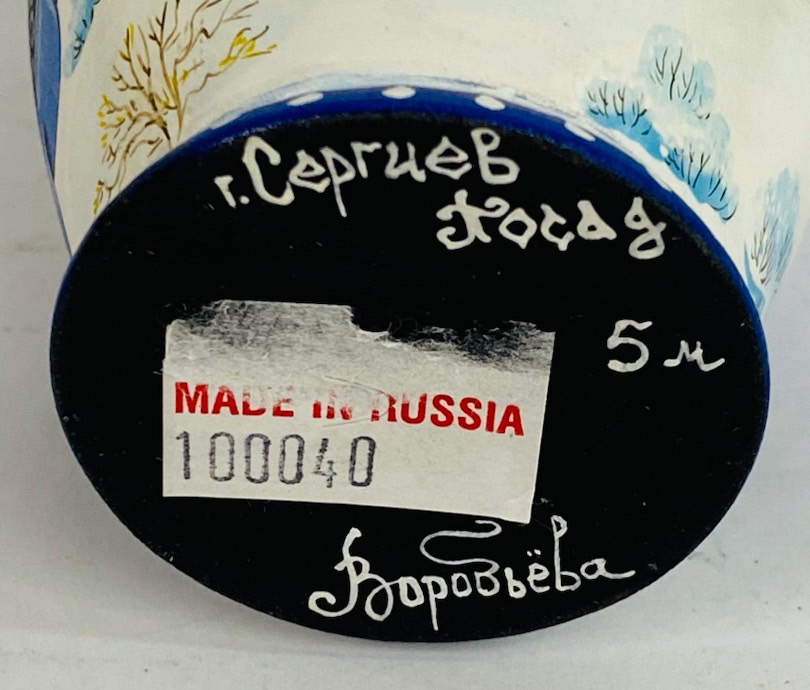 г. Сергиев
Посад
5 м
MADE IN RUSSIA
100040
Воробьёва